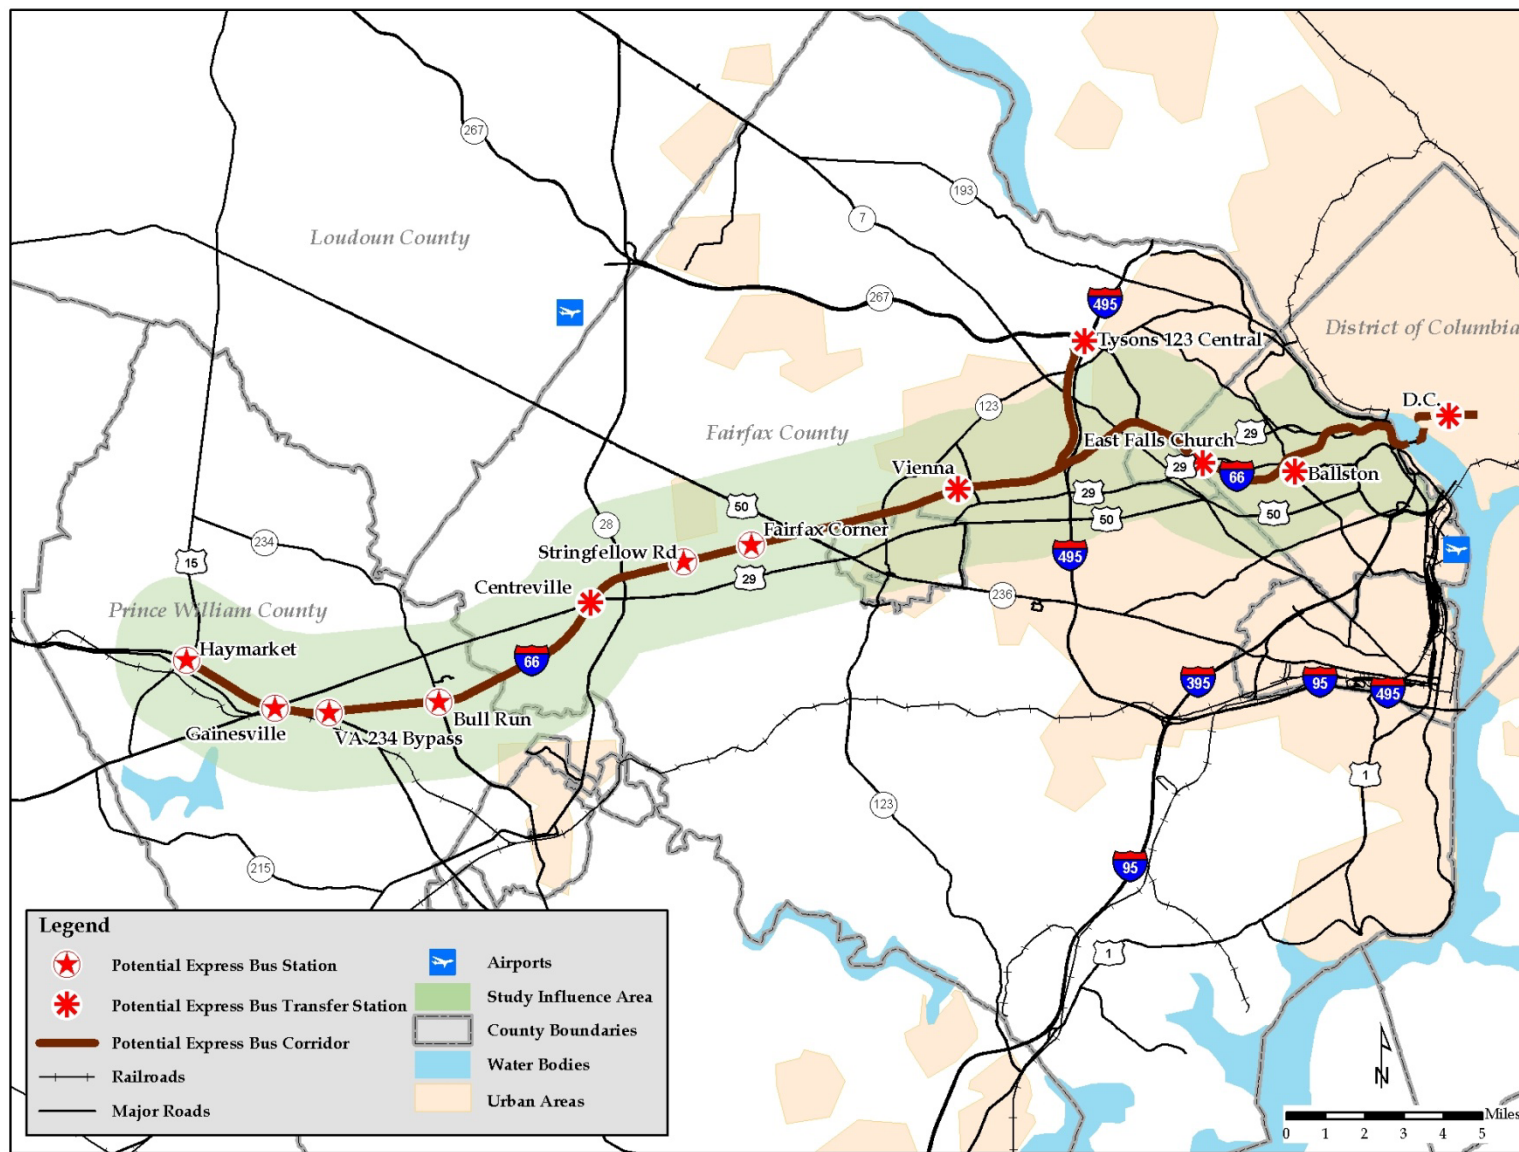 267
193
7
Loudoun County
267
495
Tysons 123 Central
District of Columbia
D.C.
123
Fairfax County
29
East Falls Church
29
66
Ballston
Vienna
29
50
50
50
28
Fairfax Corner
Stringfellow Rd
495
234
15
Centreville
29
236
Prince William County
Haymarket
66
395
95
495
Bull Run
Gainesville
VA 234 Bypass
1
123
215
95
1
Legend
Potential Express Bus Station
Potential Express Bus Transfer Station
Potential Express Bus Corridor
Railroads
Major Roads
Airports
Study Influence Area
County Boundaries
Water Bodies
Urban Areas
N
Miles
0 1 2 3 4 5